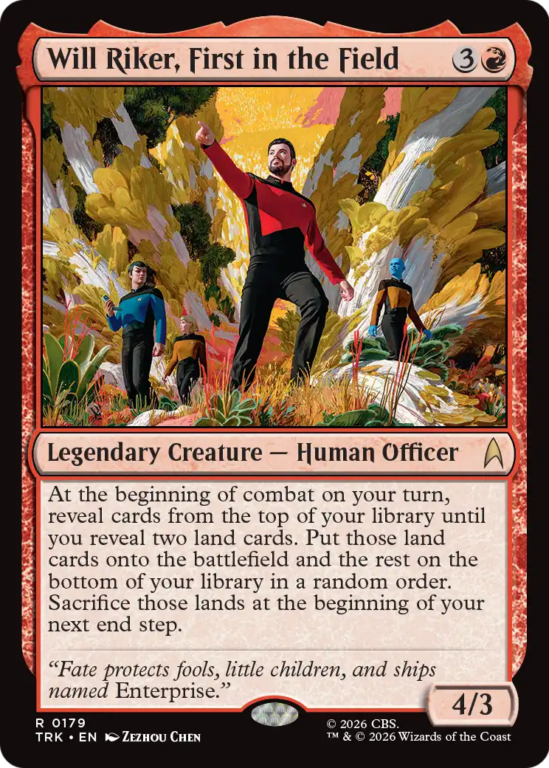 Will Riker, First in the Field 3
Legendary Creature — Human Officer
At the beginning of combat on your turn,
reveal cards from the top of your library until
you reveal two land cards. Put those land
cards onto the battlefield and the rest on the
bottom of your library in a random order.
Sacrifice those lands at the beginning of your
next end step.
“Fate protects fools, little children, and ships
named Enterprise.”
4/3
R 0179
TRK • EN Zezhou Chen
© 2026 CBS.
™ & © 2026 Wizards of the Coast